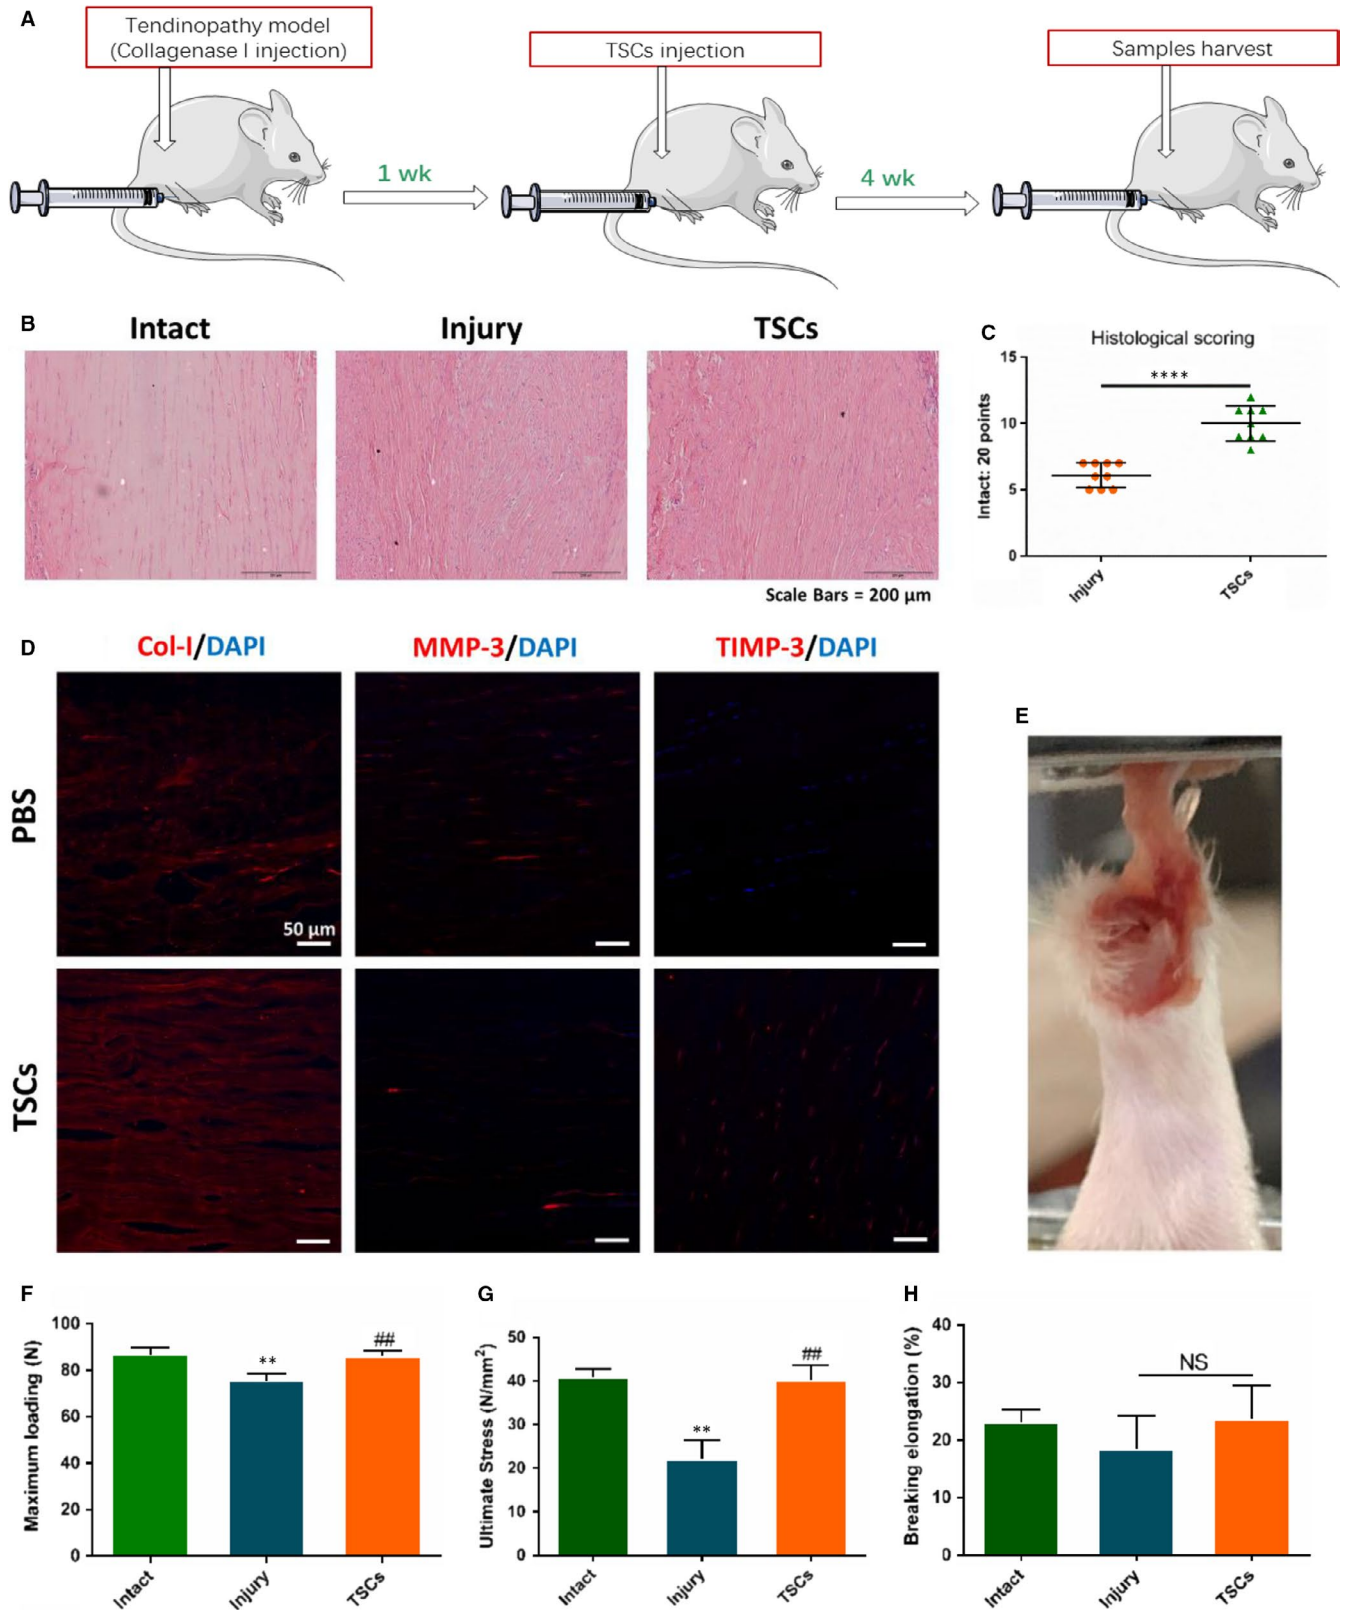 A
Tendinopathy model
(Collagenase I injection)
TSCs injection
Samples harvest
1 wk
4 wk
B
Intact
Injury
TSCs
Scale Bars = 200 μm
C
Histological scoring
Intact: 20 points
15
10
5
0
****
Injury
TSCs
D
Col-I/DAPI
MMP-3/DAPI
TIMP-3/DAPI
PBS
50 μm
TSCs
E
F
Maximum loading (N)
100
80
60
40
20
0
**
##
Intact
Injury
TSCs
G
Ultimate Stress (N/mm²)
50
40
30
20
10
0
**
##
Intact
Injury
TSCs
H
Breaking elongation (%)
40
30
20
10
0
NS
Intact
Injury
TSCs